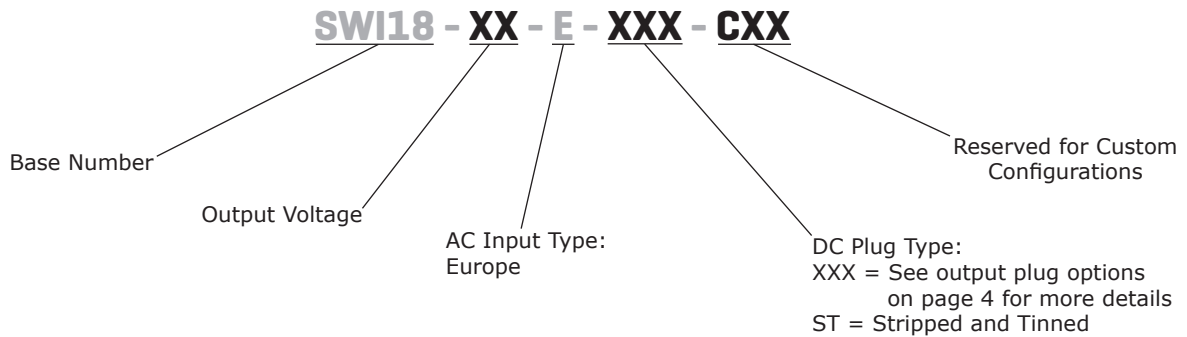 SWI18 - XX - E - XXX - CXX
Base Number
Output Voltage
AC Input Type:
Europe
DC Plug Type:
XXX = See output plug options
on page 4 for more details
ST = Stripped and Tinned
Reserved for Custom
Configurations